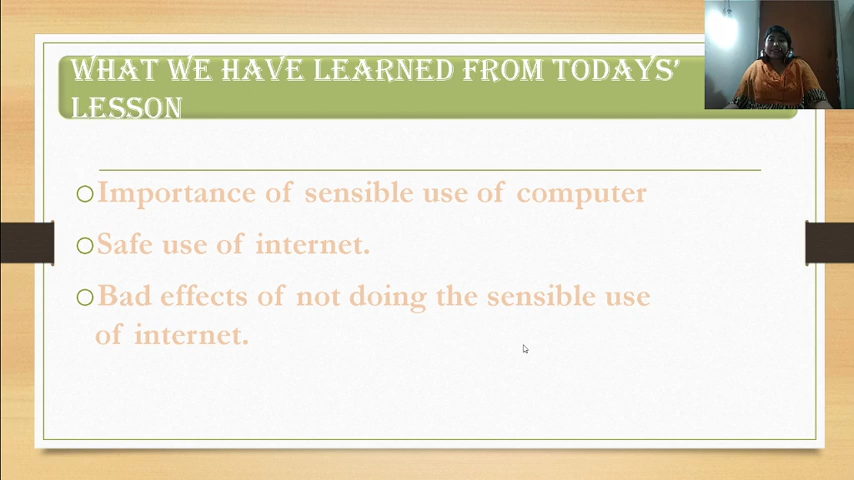 WHAT WE HAVE LEARNED FROM TODAYS'
LESSON
Importance of sensible use of computer
Safe use of internet.
Bad effects of not doing the sensible use
of internet.